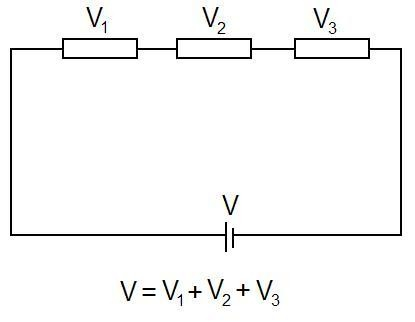 V₁ V₂ V₃
V
V = V₁ + V₂ + V₃